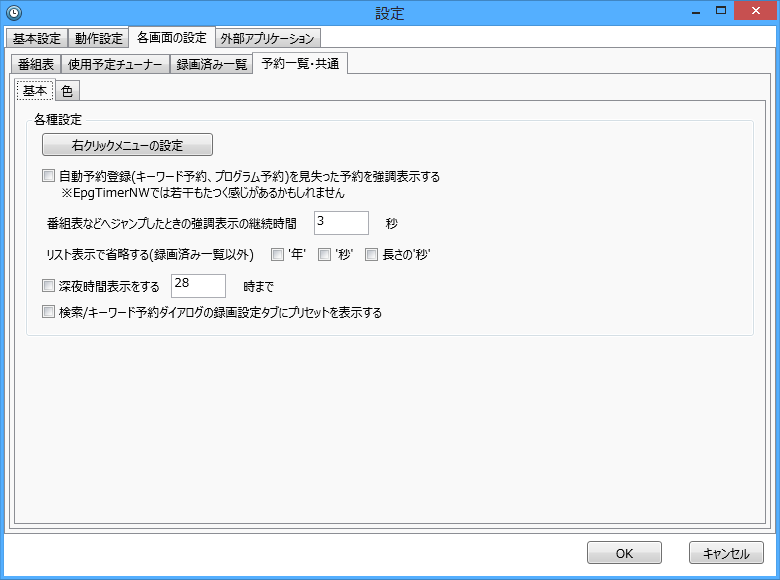 設定
基本設定 動作設定 各画面の設定 外部アプリケーション
番組表 使用予定チューナー 録画済み一覧 予約一覧・共通
基本 色
各種設定
右クリックメニューの設定
自動予約登録(キーワード予約、プログラム予約)を見失った予約を強調表示する
※EpgTimerNWでは若干もたつく感じがあるかもしれません
番組表などへジャンプしたときの強調表示の継続時間 3 秒
リスト表示で省略する(録画済み一覧以外) '年' '秒' 長さの'秒'
深夜時間表示をする 28 時まで
検索/キーワード予約ダイアログの録画設定タブにプリセットを表示する
OK キャンセル